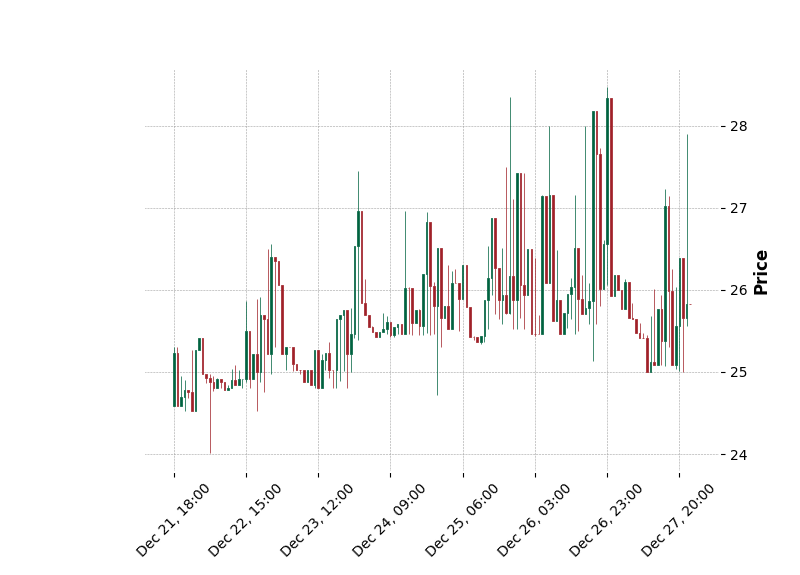 28
27
26
25
24
Price
Dec 21, 18:00
Dec 22, 15:00
Dec 23, 12:00
Dec 24, 09:00
Dec 25, 06:00
Dec 26, 03:00
Dec 26, 23:00
Dec 27, 20:00